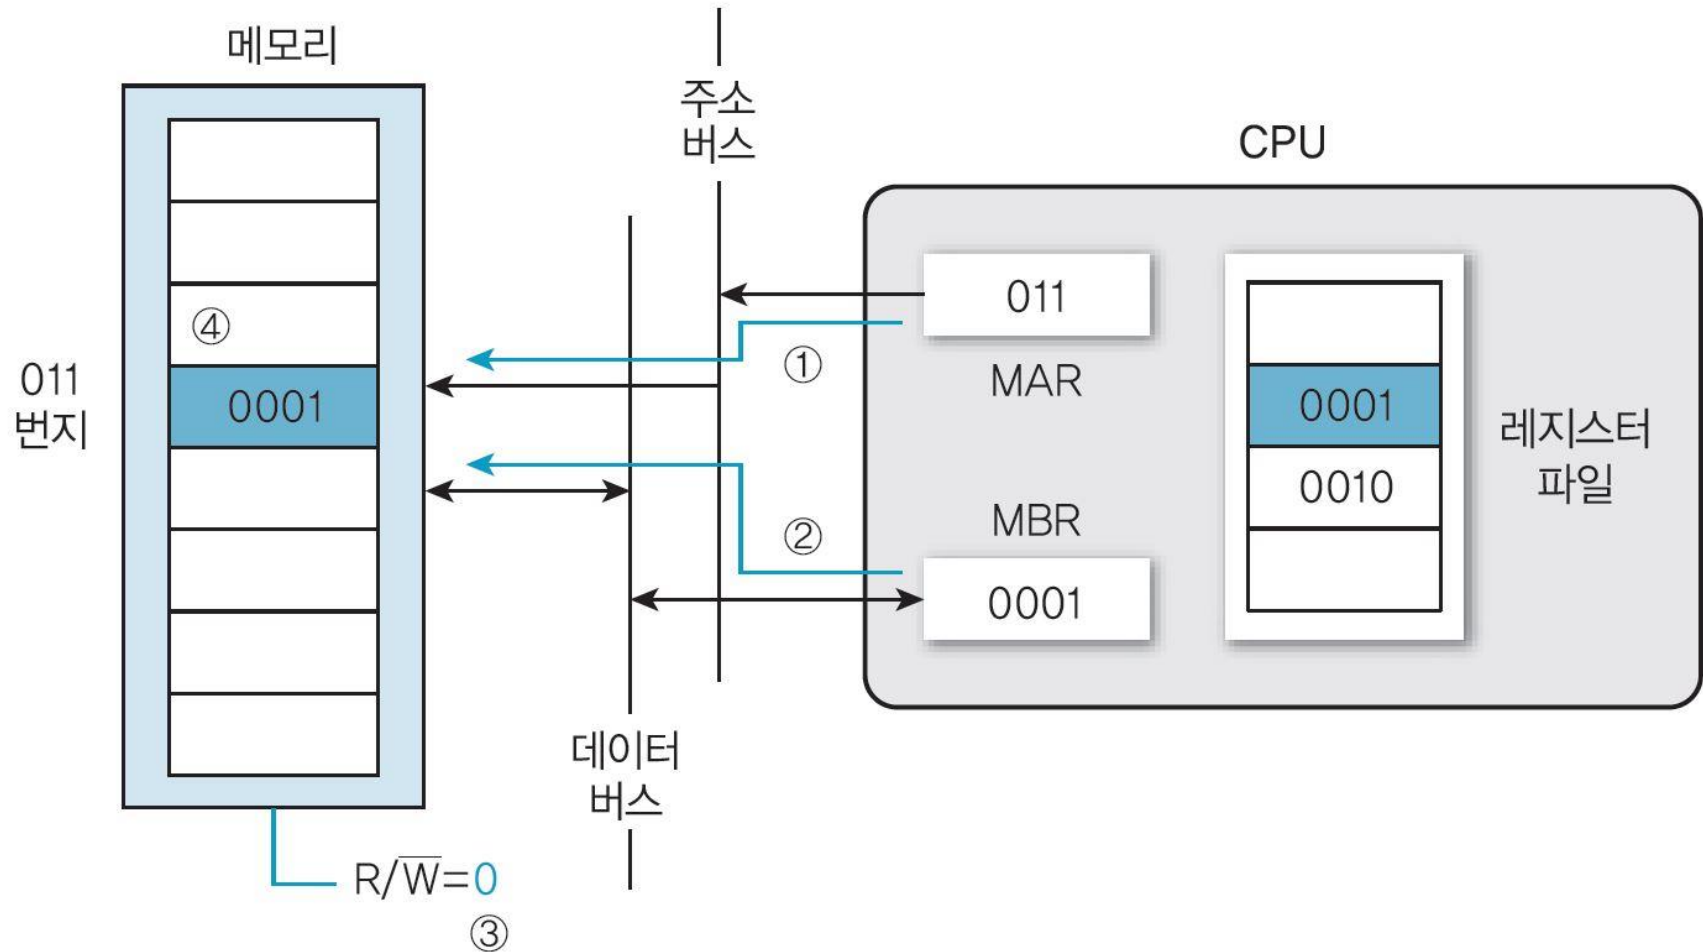 메모리
주소
버스
CPU
④
011
번지
0001
①
②
011
MAR
MBR
0001
0001
0010
레지스터
파일
데이터
버스
R/W̅=0
③